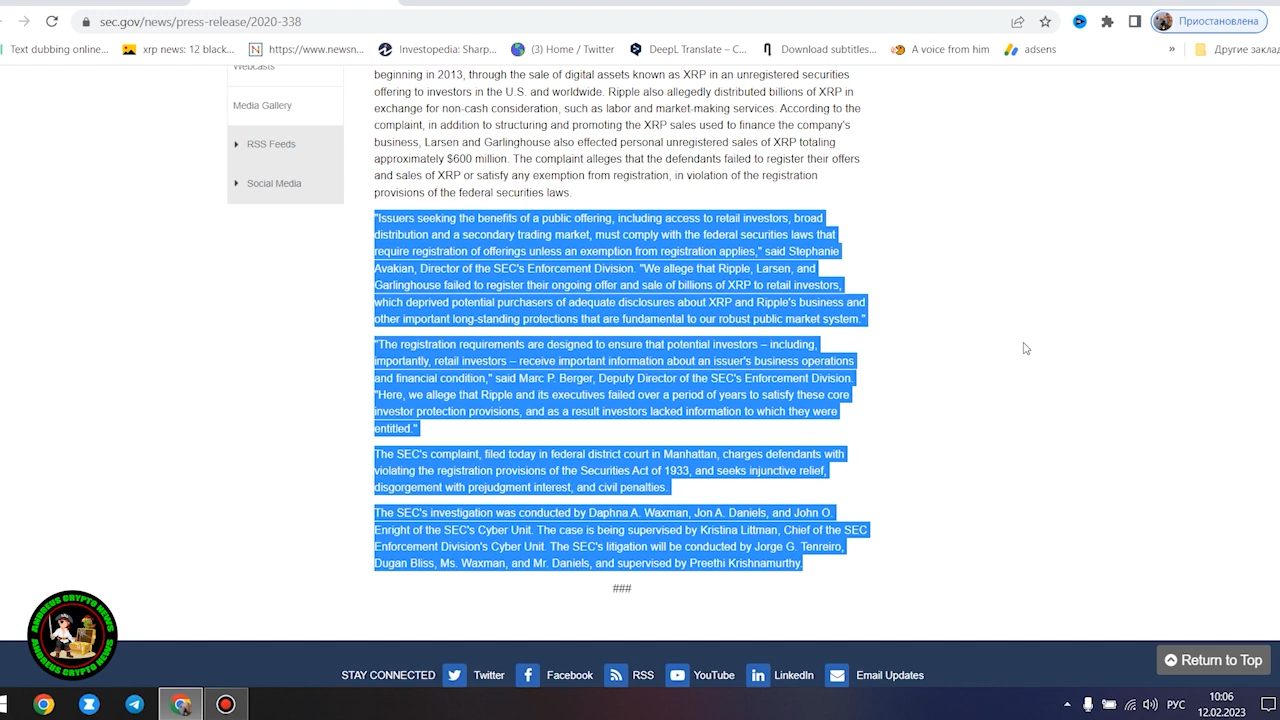 sec.gov/news/press-release/2020-338
Приостановлена
Text dubbing online...
xrp news: 12 black...
https://www.newsn...
Investopedia: Sharp...
(3) Home / Twitter
DeepL Translate – C...
Download subtitles...
A voice from him
adsens
»
Другие заклад
Webcasts
Media Gallery
RSS Feeds
Social Media
beginning in 2013, through the sale of digital assets known as XRP in an unregistered securities
offering to investors in the U.S. and worldwide. Ripple also allegedly distributed billions of XRP in
exchange for non-cash consideration, such as labor and market-making services. According to the
complaint, in addition to structuring and promoting the XRP sales used to finance the company's
business, Larsen and Garlinghouse also effected personal unregistered sales of XRP totaling
approximately $600 million. The complaint alleges that the defendants failed to register their offers
and sales of XRP or satisfy any exemption from registration, in violation of the registration
provisions of the federal securities laws.
"Issuers seeking the benefits of a public offering, including access to retail investors, broad
distribution and a secondary trading market, must comply with the federal securities laws that
require registration of offerings unless an exemption from registration applies," said Stephanie
Avakian, Director of the SEC's Enforcement Division. "We allege that Ripple, Larsen, and
Garlinghouse failed to register their ongoing offer and sale of billions of XRP to retail investors,
which deprived potential purchasers of adequate disclosures about XRP and Ripple's business and
other important long-standing protections that are fundamental to our robust public market system."
"The registration requirements are designed to ensure that potential investors – including,
importantly, retail investors – receive important information about an issuer's business operations
and financial condition," said Marc P. Berger, Deputy Director of the SEC's Enforcement Division.
"Here, we allege that Ripple and its executives failed over a period of years to satisfy these core
investor protection provisions, and as a result investors lacked information to which they were
entitled."
The SEC's complaint, filed today in federal district court in Manhattan, charges defendants with
violating the registration provisions of the Securities Act of 1933, and seeks injunctive relief,
disgorgement with prejudgment interest, and civil penalties.
The SEC's investigation was conducted by Daphna A. Waxman, Jon A. Daniels, and John O.
Enright of the SEC's Cyber Unit. The case is being supervised by Kristina Littman, Chief of the SEC
Enforcement Division's Cyber Unit. The SEC's litigation will be conducted by Jorge G. Tenreiro,
Dugan Bliss, Ms. Waxman, and Mr. Daniels, and supervised by Preethi Krishnamurthy.
###
ANDREUS CRYPTO NEWS
ANDREUS CRYPTO NEWS
Return to Top
STAY CONNECTED
Twitter
Facebook
RSS
YouTube
LinkedIn
Email Updates
РУС
10:06
12.02.2023